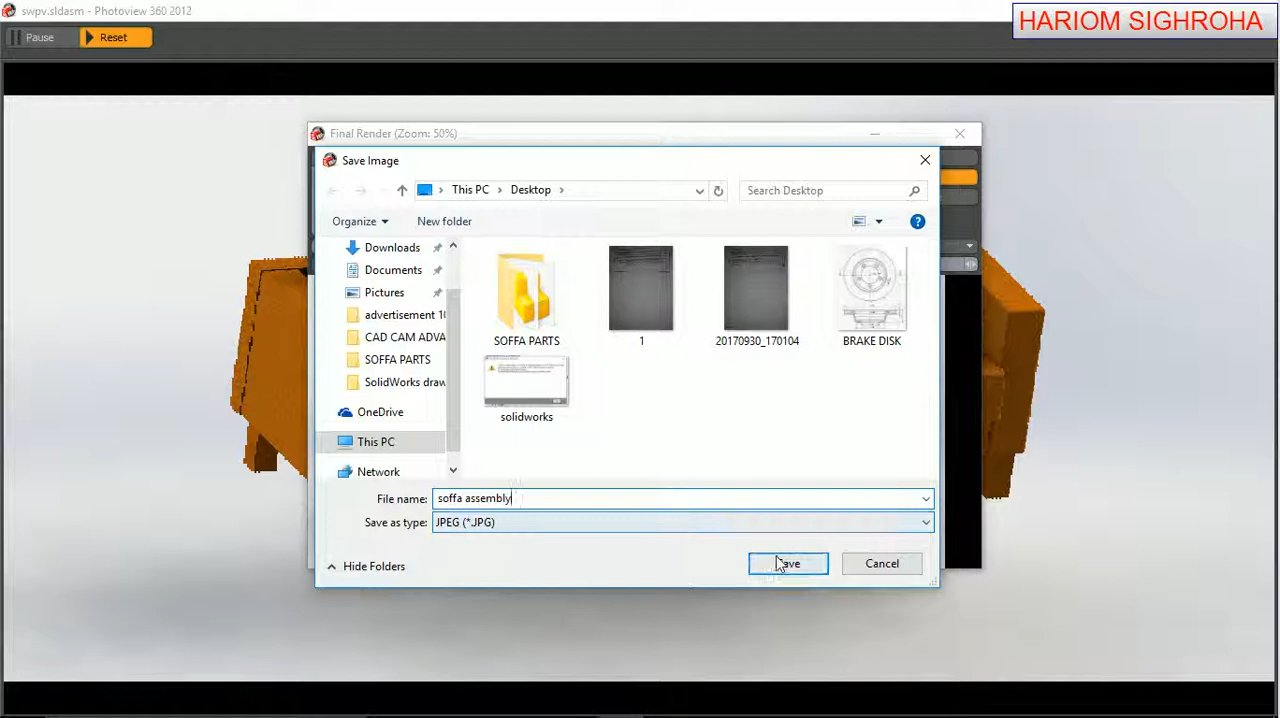 swpv.sldasm - Photoview 360 2012
HARIOM SIGHROHA
Pause
Reset
Final Render (Zoom: 50%)
Save Image
This PC
Desktop
Search Desktop
Organize
New folder
Downloads
Documents
Pictures
advertisement 10
CAD CAM ADVA
SOFFA PARTS
SolidWorks draw
OneDrive
This PC
Network
SOFFA PARTS
1
20170930_170104
BRAKE DISK
solidworks
File name:
soffa assembly
Save as type:
JPEG (*.JPG)
Hide Folders
Save
Cancel